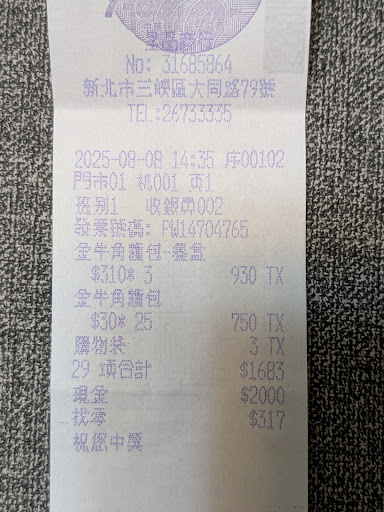 No: 31685864
新北市三峽區大同路79號
TEL:26733335
2025-08-08 14:35 序00102
門市01 机001 頁1
班別1 收銀員002
發票號碼: PW14704765
金牛角麵包-禮盒
$310* 3 930 TX
金牛角麵包
$30* 25 750 TX
購物袋 3 TX
29 項合計 $1683
現金 $2000
找零 $317
祝您中獎